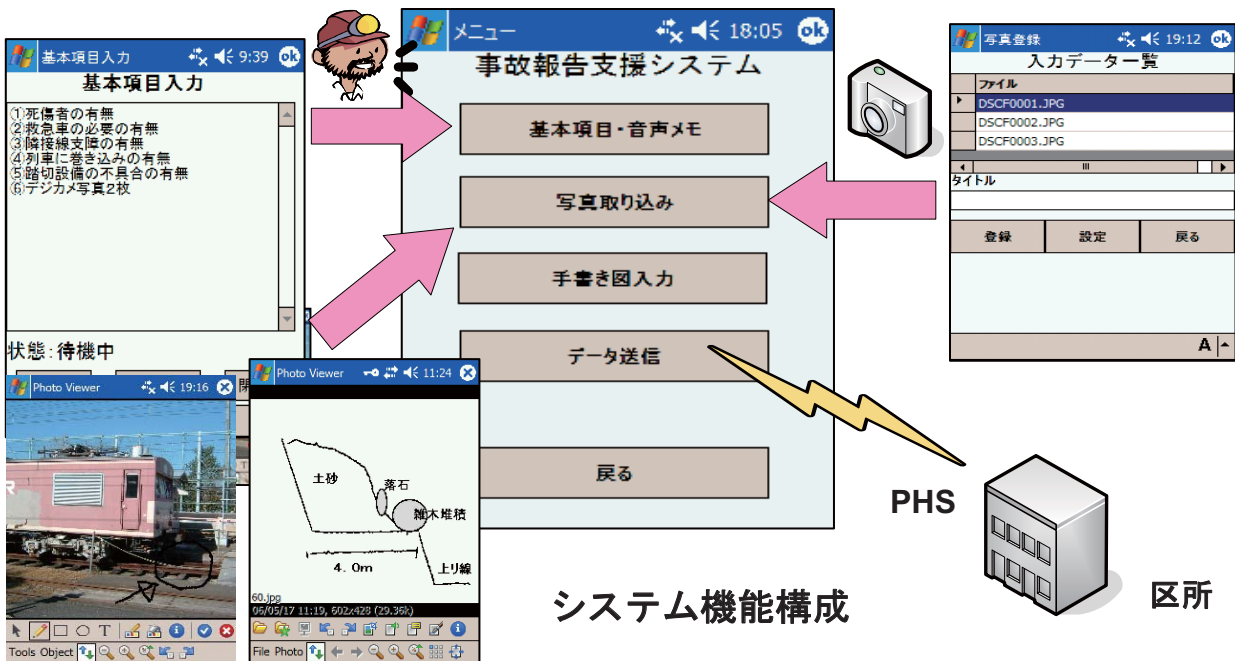 基本項目入力 9:39 ok
基本項目入力
①死傷者の有無
②救急車の必要の有無
③隣接線支障の有無
④列車に巻き込みの有無
⑤踏切設備の不具合の有無
⑥デジカメ写真2枚
状態:待機中
閉
メニュー 18:05 ok
事故報告支援システム
基本項目・音声メモ
写真取り込み
手書き図入力
データ送信
戻る
写真登録 19:12 ok
入力データ一覧
ファイル
DSCF0001.JPG
DSCF0002.JPG
DSCF0003.JPG
タイトル
登録 設定 戻る
A
Photo Viewer 19:16
R
T
Tools Object
Photo Viewer 11:24
土砂
落石
雑木堆積
4.0m
上り線
60.jpg
06/05/17 11:19, 602x428 (29.36k)
File Photo
PHS
区所
システム機能構成